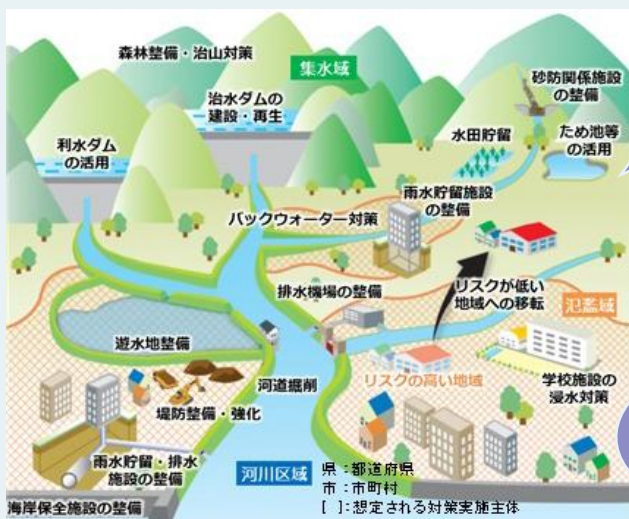 森林整備・治山対策
集水域
砂防関係施設
の整備
治水ダムの
建設・再生
水田貯留
ため池等
の活用
利水ダム
の活用
雨水貯留施設
の整備
バックウォーター対策
排水機場の整備
リスクが低い
地域への移転
氾濫域
遊水地整備
河道掘削
リスクの高い地域
学校施設の
浸水対策
堤防整備・強化
雨水貯留・排水
施設の整備
河川区域
県：都道府県
市：市町村
[ ]：想定される対策実施主体
海岸保全施設の整備